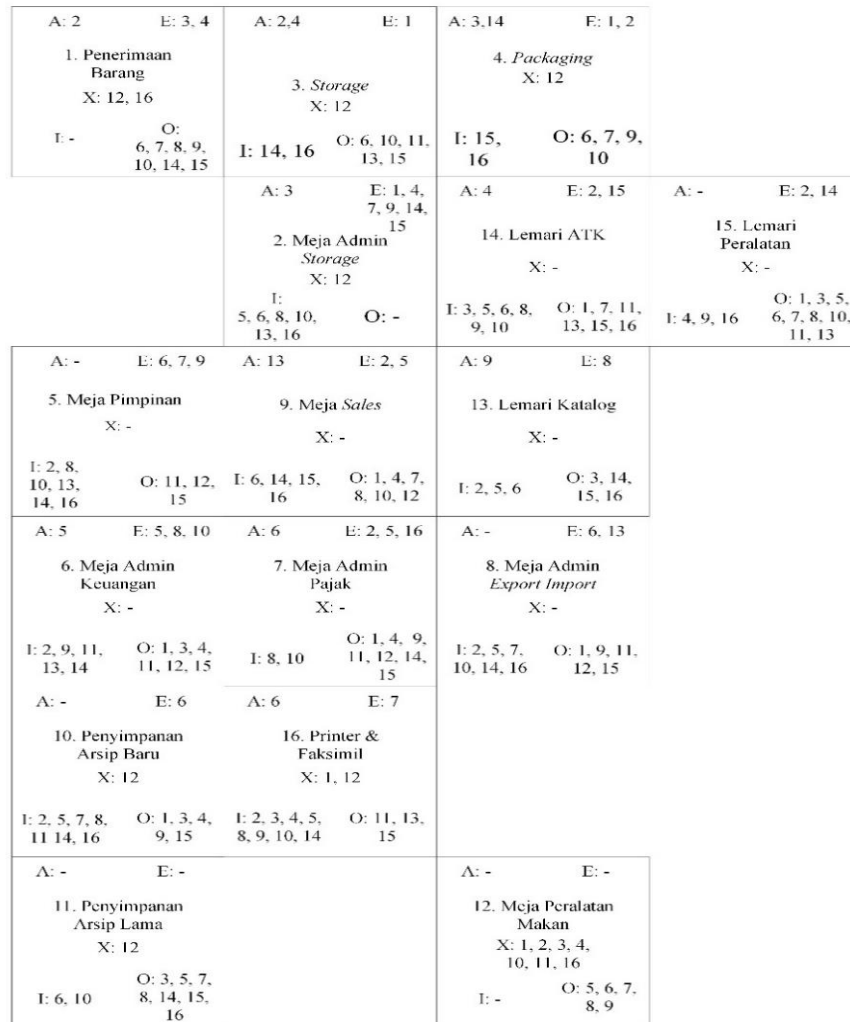 A: 2 E: 3, 4
1. Penerimaan
Barang
X: 12, 16
I: - O:
6, 7, 8, 9,
10, 14, 15
A: 2,4 E: 1
3. Storage
X: 12
I: 14, 16 O: 6, 10, 11,
13, 15
A: 3,14 E: 1, 2
4. Packaging
X: 12
I: 15,
16 O: 6, 7, 9,
10
A: 3 E: 1, 4,
7, 9, 14,
15
2. Meja Admin
Storage
X: 12
I:
5, 6, 8, 10,
13, 16 O: -
A: 4 E: 2, 15
14. Lemari ATK
X: -
I: 3, 5, 6, 8,
9, 10 O: 1, 7, 11,
13, 15, 16
A: - E: 2, 14
15. Lemari
Peralatan
X: -
I: 4, 9, 16 O: 1, 3, 5,
6, 7, 8, 10,
11, 13
A: - E: 6, 7, 9
5. Meja Pimpinan
X: -
I: 2, 8,
10, 13,
14, 16 O: 11, 12,
15
A: 13 E: 2, 5
9. Meja Sales
X: -
I: 6, 14, 15,
16 O: 1, 4, 7,
8, 10, 12
A: 9 E: 8
13. Lemari Katalog
X: -
I: 2, 5, 6 O: 3, 14,
15, 16
A: 5 E: 5, 8, 10
6. Meja Admin
Keuangan
X: -
I: 2, 9, 11,
13, 14 O: 1, 3, 4,
11, 12, 15
A: 6 E: 2, 5, 16
7. Meja Admin
Pajak
X: -
I: 8, 10 O: 1, 4, 9,
11, 12, 14,
15
A: - E: 6, 13
8. Meja Admin
Export Import
X: -
I: 2, 5, 7,
10, 14, 16 O: 1, 9, 11,
12, 15
A: - E: 6
10. Penyimpanan
Arsip Baru
X: 12
I: 2, 5, 7, 8,
11 14, 16 O: 1, 3, 4,
9, 15
A: 6 E: 7
16. Printer &
Faksimil
X: 1, 12
I: 2, 3, 4, 5,
8, 9, 10, 14 O: 11, 13,
15
A: - E: -
11. Penyimpanan
Arsip Lama
X: 12
I: 6, 10 O: 3, 5, 7,
8, 14, 15,
16
A: - E: -
12. Meja Peralatan
Makan
X: 1, 2, 3, 4,
10, 11, 16
I: - O: 5, 6, 7,
8, 9